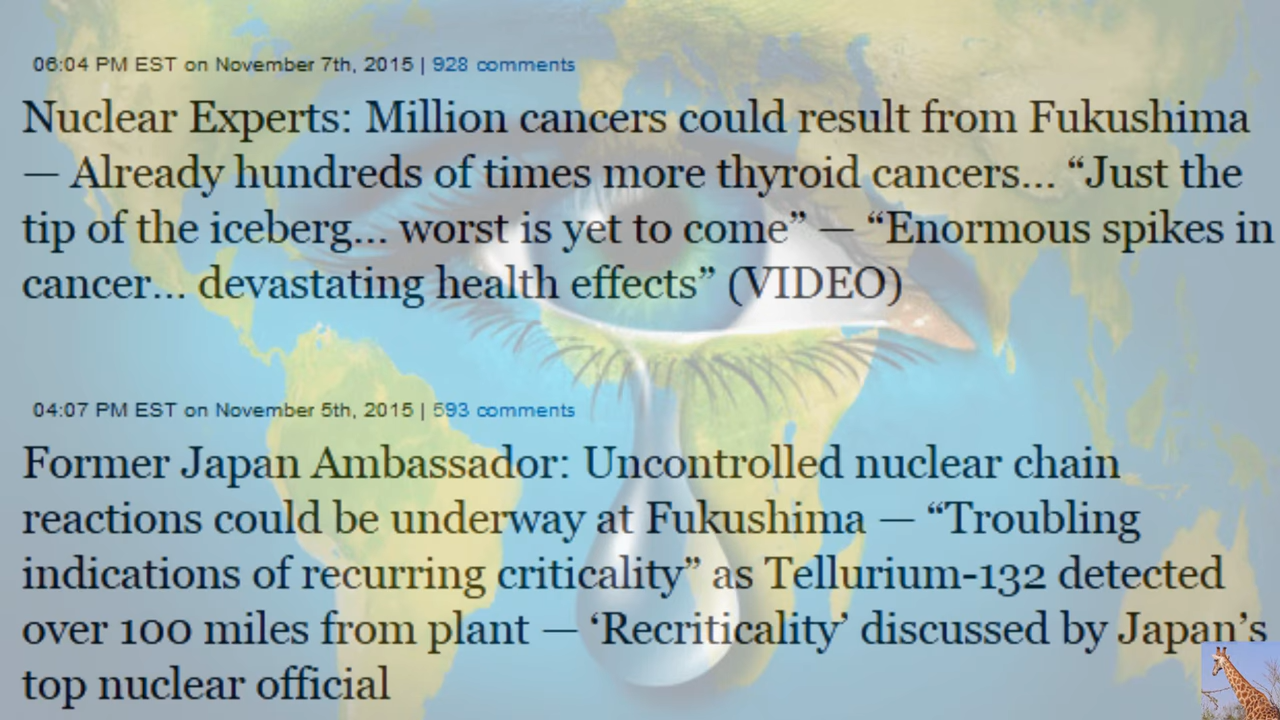 06:04 PM EST on November 7th, 2015 | 928 comments
Nuclear Experts: Million cancers could result from Fukushima
— Already hundreds of times more thyroid cancers... “Just the
tip of the iceberg... worst is yet to come” — “Enormous spikes in
cancer... devastating health effects” (VIDEO)
04:07 PM EST on November 5th, 2015 | 593 comments
Former Japan Ambassador: Uncontrolled nuclear chain
reactions could be underway at Fukushima — “Troubling
indications of recurring criticality” as Tellurium-132 detected
over 100 miles from plant — ‘Recriticality’ discussed by Japan’s
top nuclear official